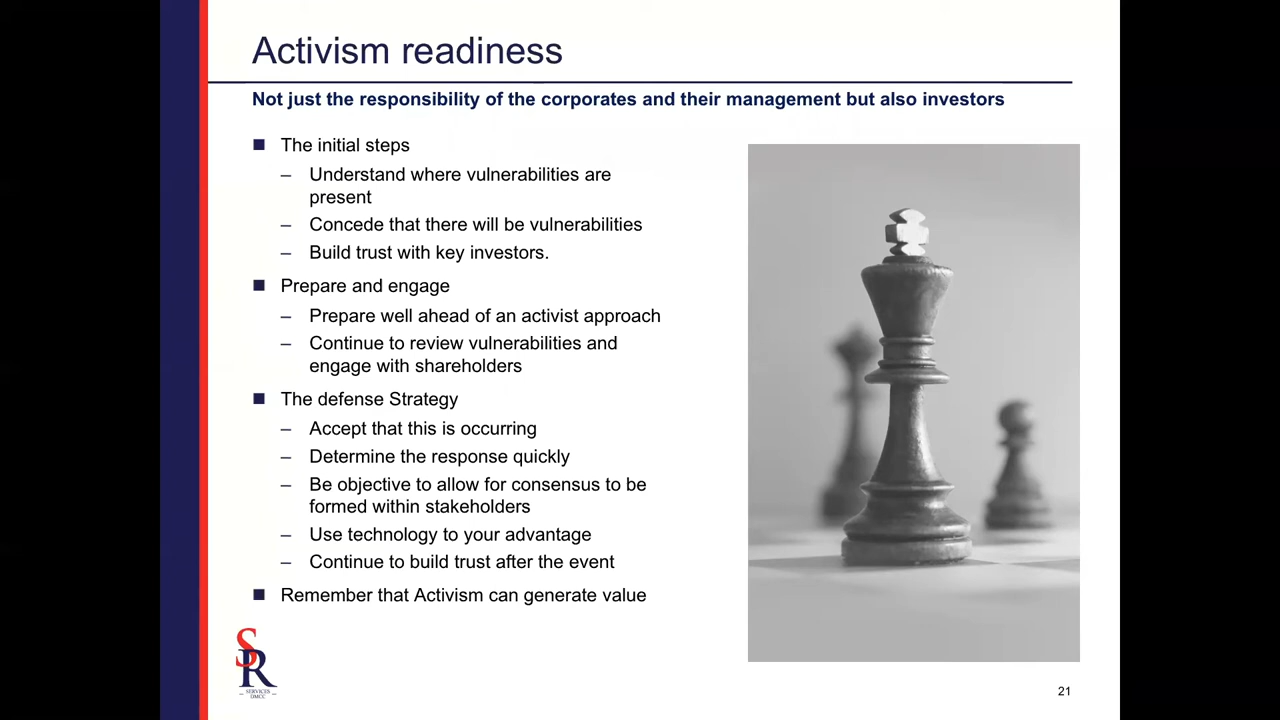 Activism readiness
Not just the responsibility of the corporates and their management but also investors
■ The initial steps
– Understand where vulnerabilities are
present
– Concede that there will be vulnerabilities
– Build trust with key investors.
■ Prepare and engage
– Prepare well ahead of an activist approach
– Continue to review vulnerabilities and
engage with shareholders
■ The defense Strategy
– Accept that this is occurring
– Determine the response quickly
– Be objective to allow for consensus to be
formed within stakeholders
– Use technology to your advantage
– Continue to build trust after the event
■ Remember that Activism can generate value
SR
SERVICES
DMCC
21